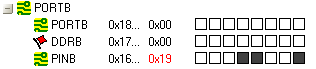 PORTB
PORTB 0x18... 0x00
DDRB 0x17... 0x00
PINB 0x16... 0x19